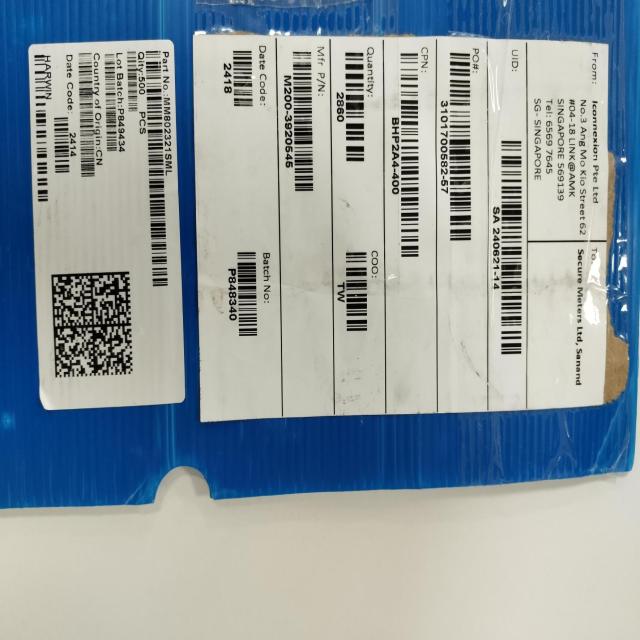 From:
Iconnexion Pte Ltd
No.3 Ang Mo Kio Street 62
#04-18 LINK@AMK
SINGAPORE 569139
Tel: 6569 7645
SG- SINGAPORE
To:
Secure Meters Ltd, Sanand
UID:
SA 240621-14
PO#:
3101700582-57
CPN:
BHP2A4-400
Quantity:
2860
COO:
TW
Mfr P/N:
M200-3920545
Date Code:
2418
Batch No:
P848340
Part No.:MM802321SML
Qty:500 PCS
Lot Batch:P849434
Country of Origin:CN
Date Code: 2414
HARWIN